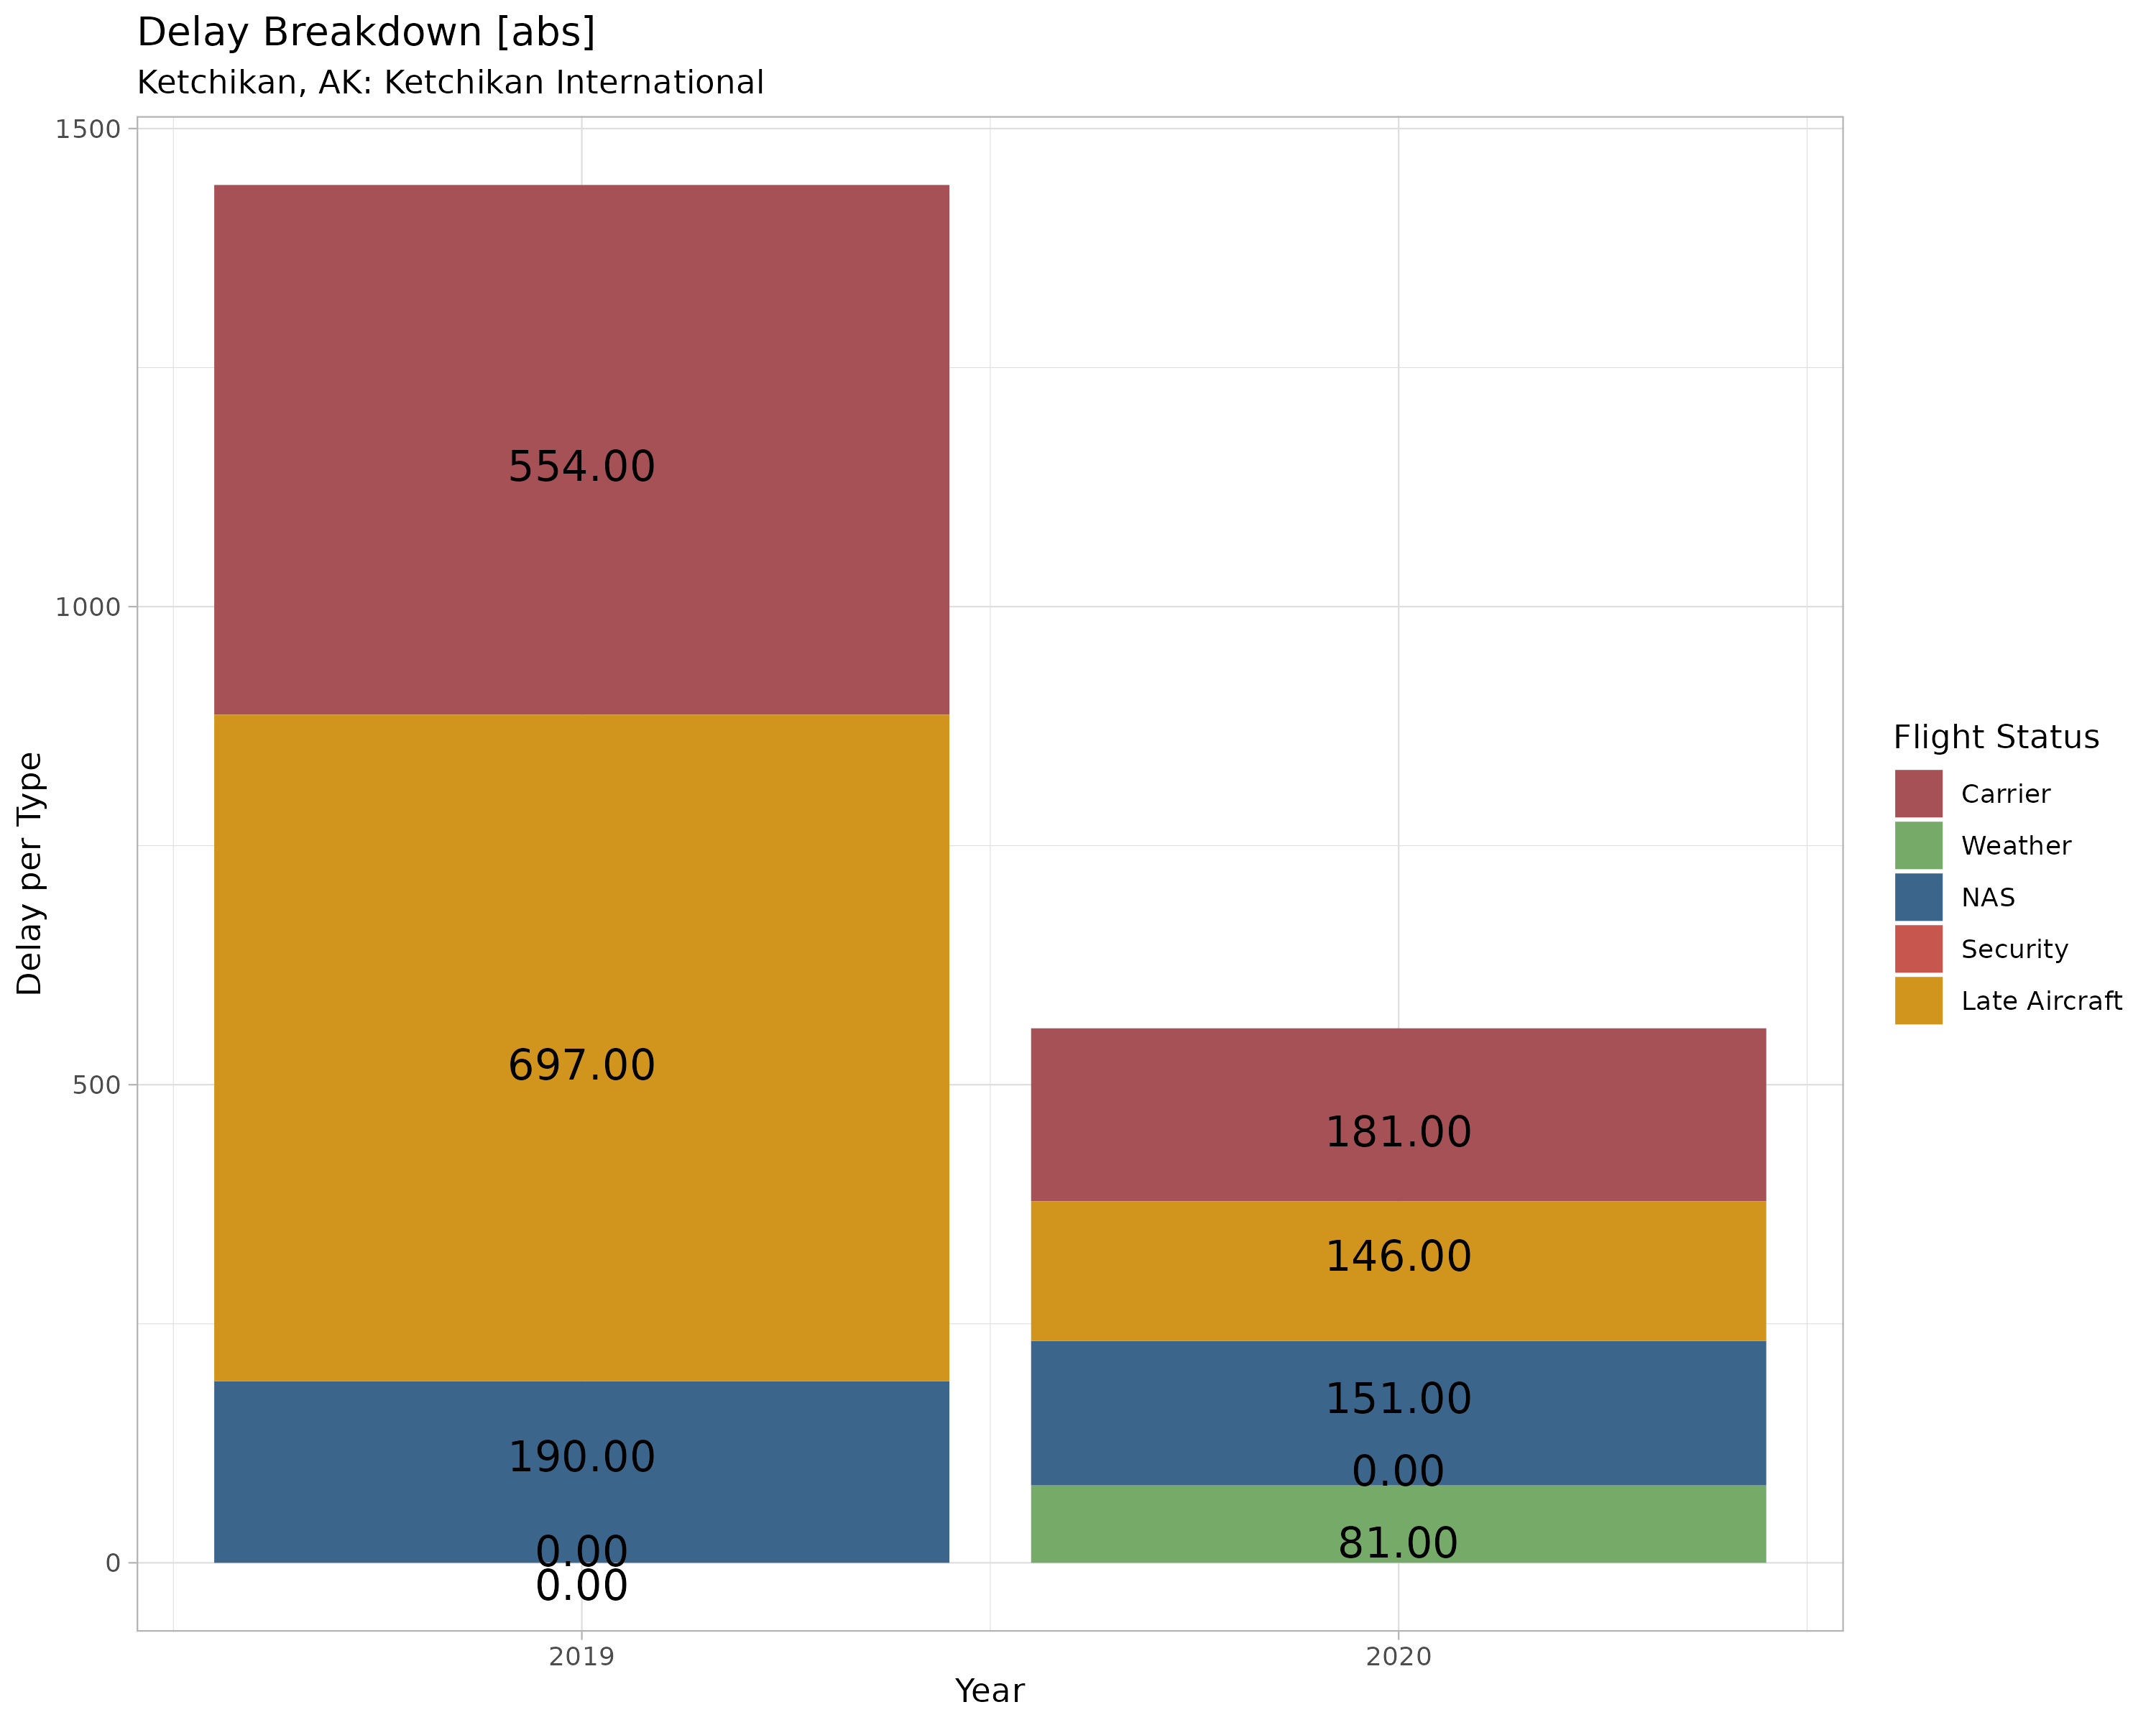 Delay Breakdown [abs]
Ketchikan, AK: Ketchikan International
1500
1000
500
0
Delay per Type
554.00
697.00
190.00
0.00
0.00
181.00
146.00
151.00
0.00
81.00
2019
2020
Year
Flight Status
Carrier
Weather
NAS
Security
Late Aircraft